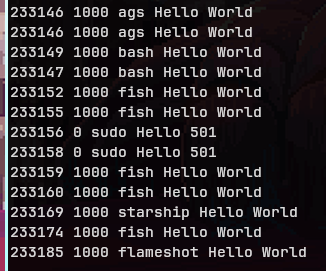 233146 1000 ags Hello World
233146 1000 ags Hello World
233149 1000 bash Hello World
233147 1000 bash Hello World
233152 1000 fish Hello World
233155 1000 fish Hello World
233156 0 sudo Hello 501
233158 0 sudo Hello 501
233159 1000 fish Hello World
233160 1000 fish Hello World
233169 1000 starship Hello World
233174 1000 fish Hello World
233185 1000 flameshot Hello World